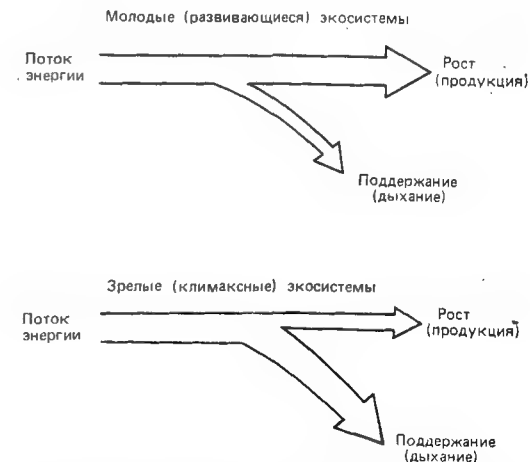 Молодые (развивающиеся) экосистемы
Поток
энергии
Рост
(продукция)
Поддержание
(дыхание)
Зрелые (климаксные) экосистемы
Поток
энергии
Рост
(продукция)
Поддержание
(дыхание)